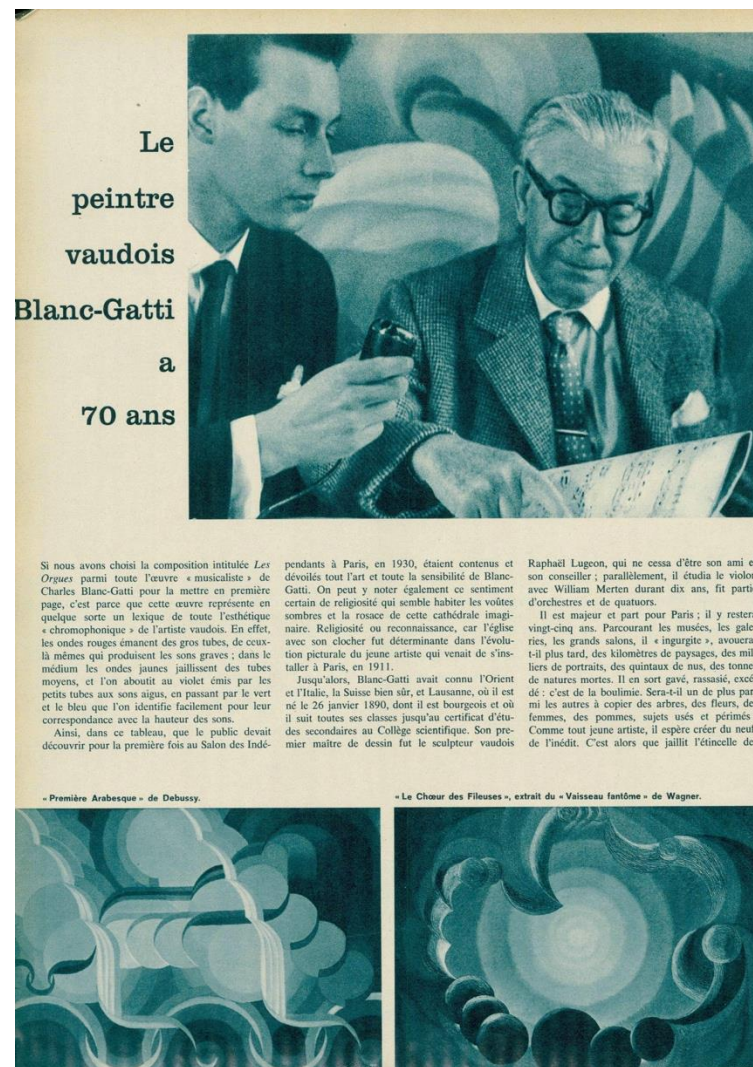 Le
peintre
vaudois
Blanc-Gatti
a
70 ans
Si nous avons choisi la composition intitulée Les
Orgues parmi toute l'œuvre « musicaliste » de
Charles Blanc-Gatti pour la mettre en première
page, c'est parce que cette œuvre représente en
quelque sorte un lexique de toute l'esthétique
« chromophonique » de l'artiste vaudois. En effet,
les ondes rouges émanent des gros tubes, de ceux-
là mêmes qui produisent les sons graves ; dans le
médium les ondes jaunes jaillissent des tubes
moyens, et l'on aboutit au violet émis par les
petits tubes aux sons aigus, en passant par le vert
et le bleu que l'on identifie facilement pour leur
correspondance avec la hauteur des sons.
Ainsi, dans ce tableau, que le public devait
découvrir pour la première fois au Salon des Indé-
pendants à Paris, en 1930, étaient contenus et
dévoilés tout l'art et toute la sensibilité de Blanc-
Gatti. On peut y noter également ce sentiment
certain de religiosité qui semble habiter les voûtes
sombres et la rosace de cette cathédrale imagi-
naire. Religiosité ou reconnaissance, car l'église
avec son clocher fut déterminante dans l'évolu-
tion picturale du jeune artiste qui venait de s'ins-
taller à Paris, en 1911.
Jusqu'alors, Blanc-Gatti avait connu l'Orient
et l'Italie, la Suisse bien sûr, et Lausanne, où il est
né le 26 janvier 1890, dont il est bourgeois et où
il suit toutes ses classes jusqu'au certificat d'étu-
des secondaires au Collège scientifique. Son pre-
mier maître de dessin fut le sculpteur vaudois
Raphaël Lugeon, qui ne cessa d'être son ami e
son conseiller ; parallèlement, il étudia le violo
avec William Merten durant dix ans, fit parti
d'orchestres et de quatuors.
Il est majeur et part pour Paris ; il y rester
vingt-cinq ans. Parcourant les musées, les gale
ries, les grands salons, il « ingurgite », avouera
t-il plus tard, des kilomètres de paysages, des mil
liers de portraits, des quintaux de nus, des tonne
de natures mortes. Il en sort gavé, rassasié, excé
dé : c'est de la boulimie. Sera-t-il un de plus par
mi les autres à copier des arbres, des fleurs, de
femmes, des pommes, sujets usés et périmés
Comme tout jeune artiste, il espère créer du neuf
de l'inédit. C'est alors que jaillit l'étincelle de
« Première Arabesque » de Debussy.
« Le Chœur des Fileuses », extrait du « Vaisseau fantôme » de Wagner.